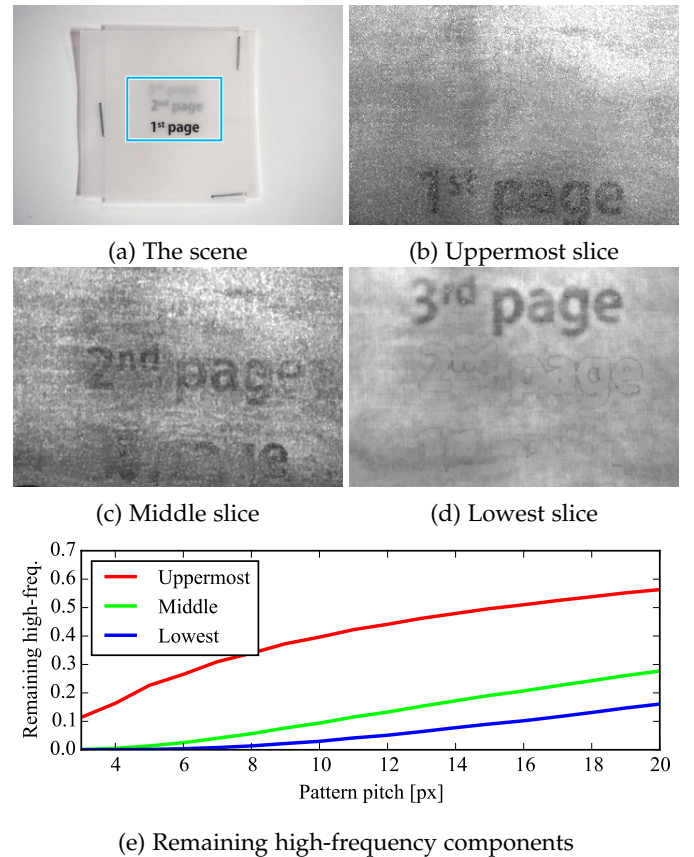 3rd page
2nd page
1st page
1st page
(a) The scene
(b) Uppermost slice
2nd page
3rd page
2nd page
(c) Middle slice
(d) Lowest slice
Remaining high-freq.
0.7
0.6
0.5
0.4
0.3
0.2
0.1
0.0
Uppermost
Middle
Lowest
4 6 8 10 12 14 16 18 20
Pattern pitch [px]
(e) Remaining high-frequency components